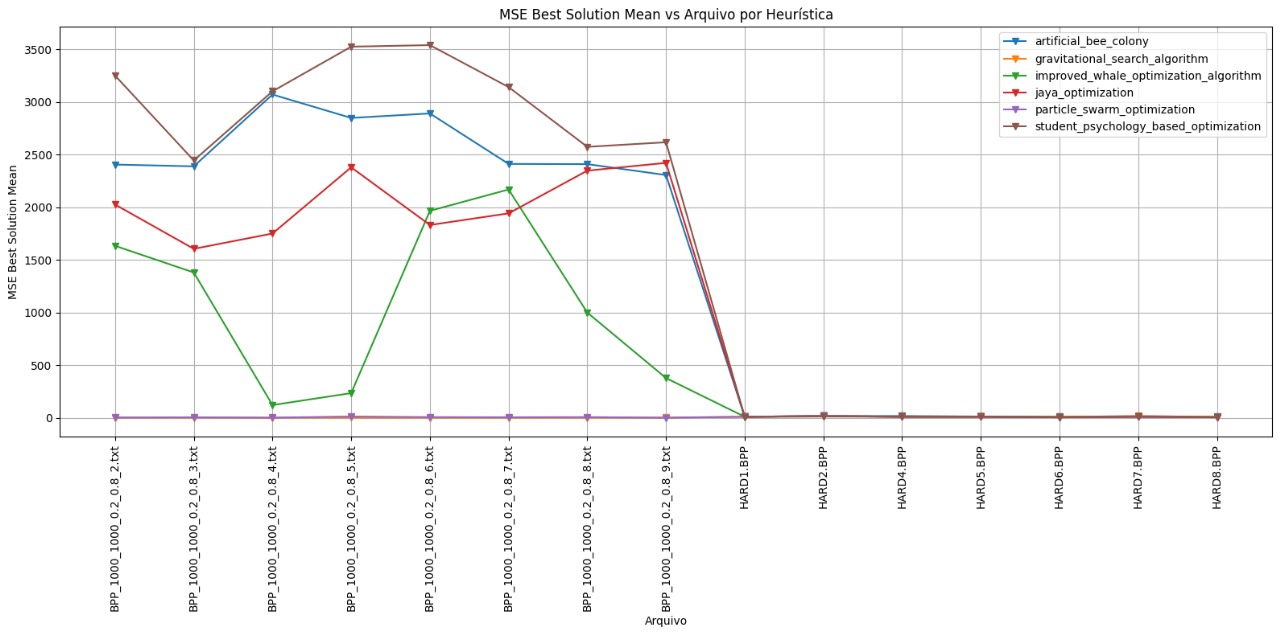 MSE Best Solution Mean vs Arquivo por Heurística
artificial_bee_colony
gravitational_search_algorithm
improved_whale_optimization_algorithm
jaya_optimization
particle_swarm_optimization
student_psychology_based_optimization
MSE Best Solution Mean
3500
3000
2500
2000
1500
1000
500
0
BPP_1000_1000_0.2_0.8_2.txt
BPP_1000_1000_0.2_0.8_3.txt
BPP_1000_1000_0.2_0.8_4.txt
BPP_1000_1000_0.2_0.8_5.txt
BPP_1000_1000_0.2_0.8_6.txt
BPP_1000_1000_0.2_0.8_7.txt
BPP_1000_1000_0.2_0.8_8.txt
BPP_1000_1000_0.2_0.8_9.txt
HARD1.BPP
HARD2.BPP
HARD4.BPP
HARD5.BPP
HARD6.BPP
HARD7.BPP
HARD8.BPP
Arquivo